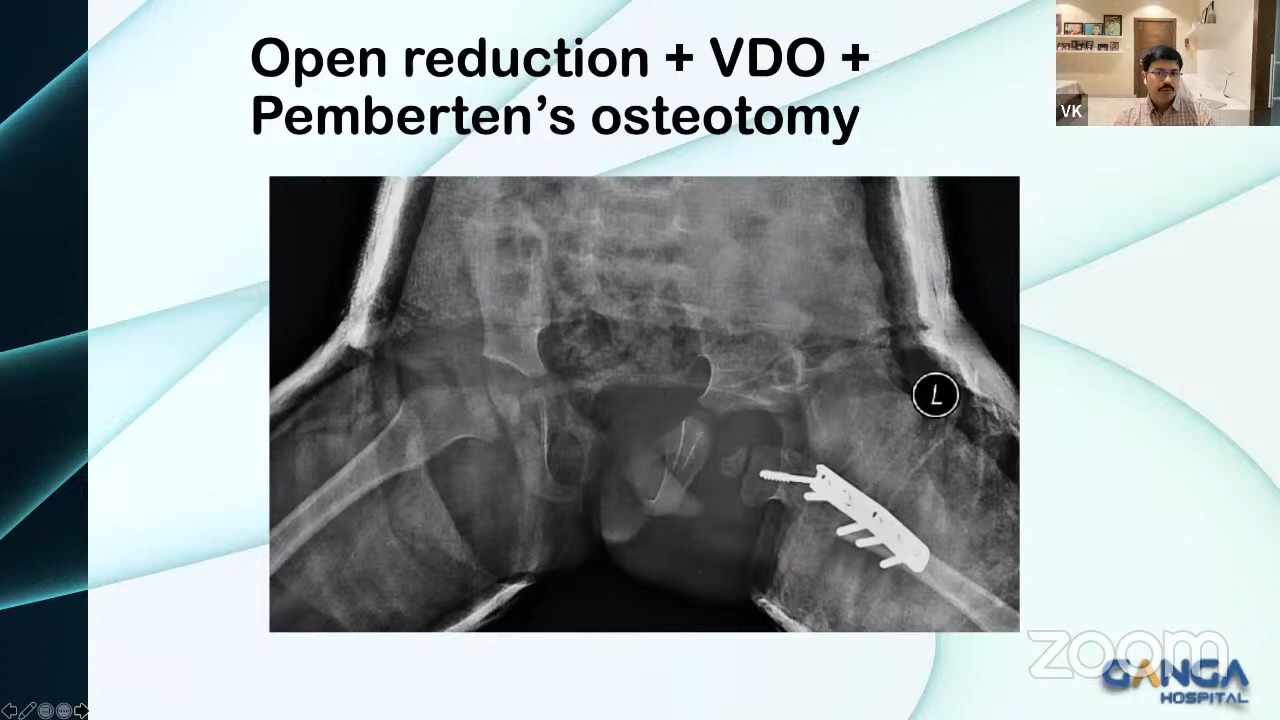 Open reduction + VDO +
Pemberten's osteotomy
VK
L
zoom
GANGA
HOSPITAL